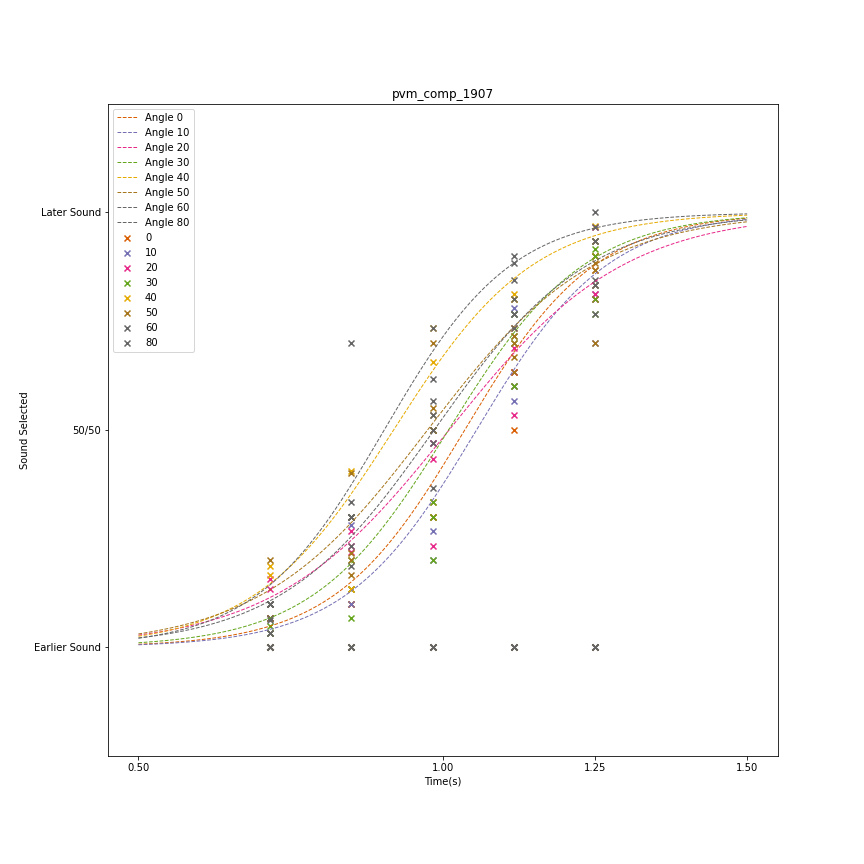 pvm_comp_1907
Angle 0
Angle 10
Angle 20
Angle 30
Angle 40
Angle 50
Angle 60
Angle 80
0
10
20
30
40
50
60
80
Later Sound
50/50
Earlier Sound
Sound Selected
0.50
1.00
1.25
1.50
Time(s)